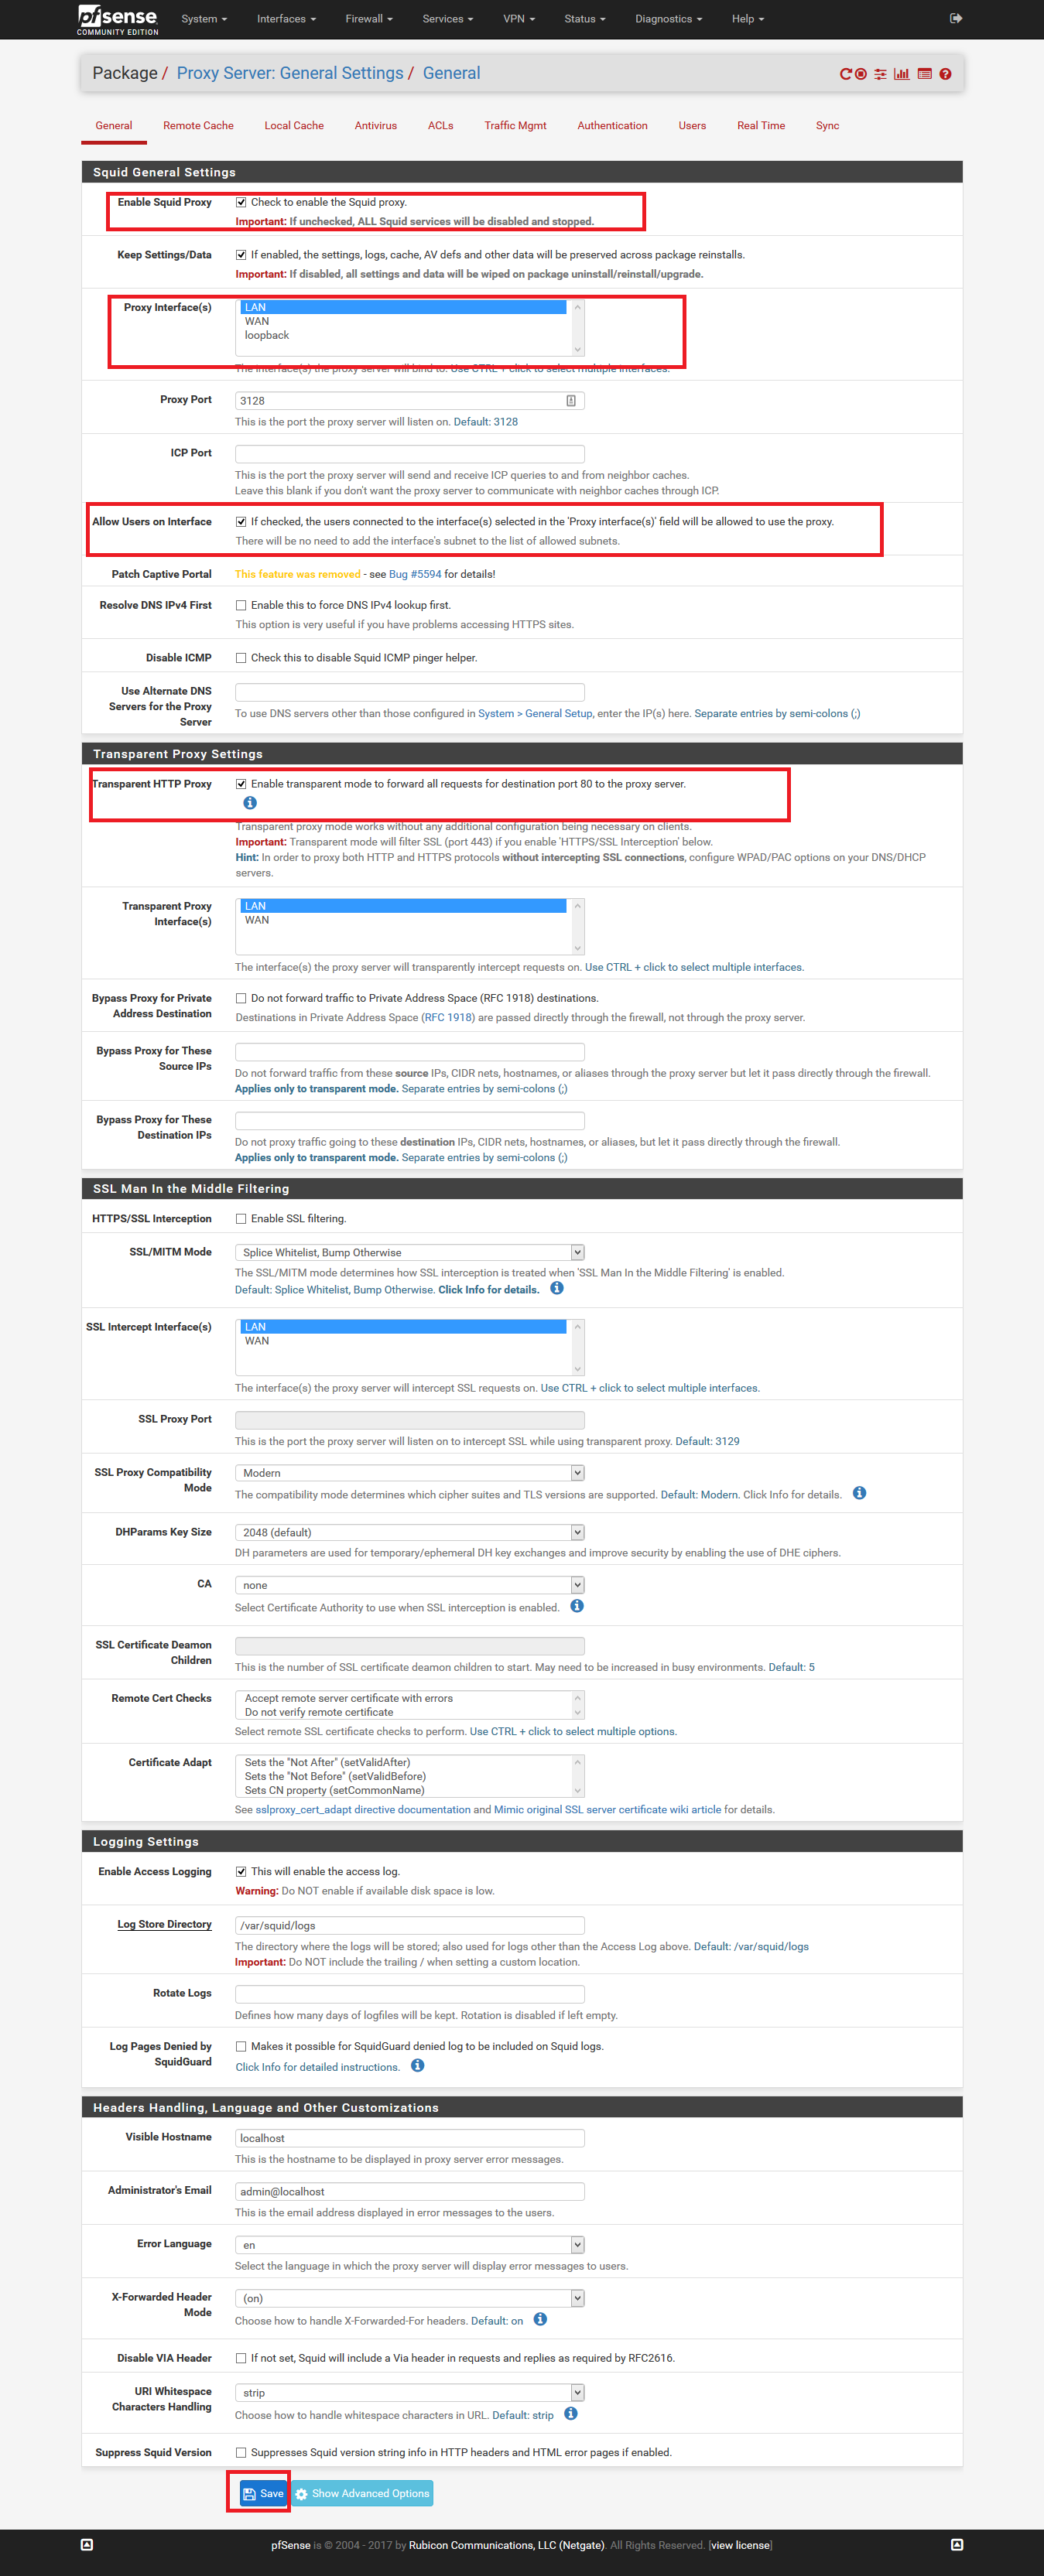 pfsense
COMMUNITY EDITION
System Interfaces Firewall Services VPN Status Diagnostics Help
Package / Proxy Server: General Settings / General
General Remote Cache Local Cache Antivirus ACLs Traffic Mgmt Authentication Users Real Time Sync
Squid General Settings
Enable Squid Proxy Check to enable the Squid proxy.
Important: If unchecked, ALL Squid services will be disabled and stopped.
Keep Settings/Data If enabled, the settings, logs, cache, AV defs and other data will be preserved across package reinstalls.
Important: If disabled, all settings and data will be wiped on package uninstall/reinstall/upgrade.
Proxy Interface(s) LAN
WAN
loopback
The interface(s) the proxy server will bind to. Use CTRL + click to select multiple interfaces.
Proxy Port 3128
This is the port the proxy server will listen on. Default: 3128
ICP Port
This is the port the proxy server will send and receive ICP queries to and from neighbor caches.
Leave this blank if you don't want the proxy server to communicate with neighbor caches through ICP.
Allow Users on Interface If checked, the users connected to the interface(s) selected in the 'Proxy interface(s)' field will be allowed to use the proxy.
There will be no need to add the interface's subnet to the list of allowed subnets.
Patch Captive Portal This feature was removed - see Bug #5594 for details!
Resolve DNS IPv4 First Enable this to force DNS IPv4 lookup first.
This option is very useful if you have problems accessing HTTPS sites.
Disable ICMP Check this to disable Squid ICMP pinger helper.
Use Alternate DNS
Servers for the Proxy
Server
To use DNS servers other than those configured in System > General Setup, enter the IP(s) here. Separate entries by semi-colons (;)
Transparent Proxy Settings
Transparent HTTP Proxy Enable transparent mode to forward all requests for destination port 80 to the proxy server.
Transparent proxy mode works without any additional configuration being necessary on clients.
Important: Transparent mode will filter SSL (port 443) if you enable 'HTTPS/SSL Interception' below.
Hint: In order to proxy both HTTP and HTTPS protocols without intercepting SSL connections, configure WPAD/PAC options on your DNS/DHCP
servers.
Transparent Proxy
Interface(s)
LAN
WAN
The interface(s) the proxy server will transparently intercept requests on. Use CTRL + click to select multiple interfaces.
Bypass Proxy for Private
Address Destination
Do not forward traffic to Private Address Space (RFC 1918) destinations.
Destinations in Private Address Space (RFC 1918) are passed directly through the firewall, not through the proxy server.
Bypass Proxy for These
Source IPs
Do not forward traffic from these source IPs, CIDR nets, hostnames, or aliases through the proxy server but let it pass directly through the firewall.
Applies only to transparent mode. Separate entries by semi-colons (;)
Bypass Proxy for These
Destination IPs
Do not proxy traffic going to these destination IPs, CIDR nets, hostnames, or aliases, but let it pass directly through the firewall.
Applies only to transparent mode. Separate entries by semi-colons (;)
SSL Man In the Middle Filtering
HTTPS/SSL Interception Enable SSL filtering.
SSL/MITM Mode Splice Whitelist, Bump Otherwise
The SSL/MITM mode determines how SSL interception is treated when 'SSL Man In the Middle Filtering' is enabled.
Default: Splice Whitelist, Bump Otherwise. Click Info for details.
SSL Intercept Interface(s) LAN
WAN
The interface(s) the proxy server will intercept SSL requests on. Use CTRL + click to select multiple interfaces.
SSL Proxy Port
This is the port the proxy server will listen on to intercept SSL while using transparent proxy. Default: 3129
SSL Proxy Compatibility
Mode
Modern
The compatibility mode determines which cipher suites and TLS versions are supported. Default: Modern. Click Info for details.
DHParams Key Size 2048 (default)
DH parameters are used for temporary/ephemeral DH key exchanges and improve security by enabling the use of DHE ciphers.
CA none
Select Certificate Authority to use when SSL interception is enabled.
SSL Certificate Deamon
Children
This is the number of SSL certificate deamon children to start. May need to be increased in busy environments. Default: 5
Remote Cert Checks Accept remote server certificate with errors
Do not verify remote certificate
Select remote SSL certificate checks to perform. Use CTRL + click to select multiple options.
Certificate Adapt Sets the "Not After" (setValidAfter)
Sets the "Not Before" (setValidBefore)
Sets CN property (setCommonName)
See sslproxy_cert_adapt directive documentation and Mimic original SSL server certificate wiki article for details.
Logging Settings
Enable Access Logging This will enable the access log.
Warning: Do NOT enable if available disk space is low.
Log Store Directory /var/squid/logs
The directory where the logs will be stored; also used for logs other than the Access Log above. Default: /var/squid/logs
Important: Do NOT include the trailing / when setting a custom location.
Rotate Logs
Defines how many days of logfiles will be kept. Rotation is disabled if left empty.
Log Pages Denied by
SquidGuard
Makes it possible for SquidGuard denied log to be included on Squid logs.
Click Info for detailed instructions.
Headers Handling, Language and Other Customizations
Visible Hostname localhost
This is the hostname to be displayed in proxy server error messages.
Administrator's Email admin@localhost
This is the email address displayed in error messages to the users.
Error Language en
Select the language in which the proxy server will display error messages to users.
X-Forwarded Header
Mode
(on)
Choose how to handle X-Forwarded-For headers. Default: on
Disable VIA Header If not set, Squid will include a Via header in requests and replies as required by RFC2616.
URI Whitespace
Characters Handling
strip
Choose how to handle whitespace characters in URL. Default: strip
Suppress Squid Version Suppresses Squid version string info in HTTP headers and HTML error pages if enabled.
Save Show Advanced Options
pfSense is © 2004 - 2017 by Rubicon Communications, LLC (Netgate). All Rights Reserved. [view license]